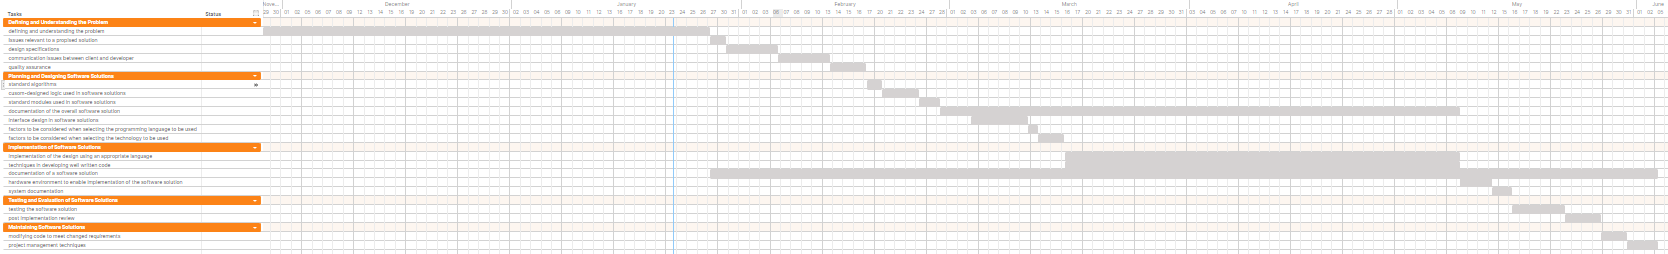 Nove... December January February March April May June
Tasks Status
Defining and Understanding the Problem
defining and understanding the problem
issues relevant to a propised solution
design specifications
communication issues between client and developer
quality assurance
Planning and Designing Software Solutions
standard algorithms
cusom-designed logic used in software solutions
standard modules used in software solutions
documentation of the overall software solution
interface design in software solutions
factors to be considered when selecting the programming language to be used
factors to be considered when selecting the technology to be used
Implementation of Software Solutions
implementation of the design using an appropriate language
techniques in developing well written code
documentation of a software solution
hardware environment to enable implementation of the software solution
system documentation
Testing and Evaluation of Software Solutions
testing the software solution
post implementation review
Maintaining Software Solutions
modifying code to meet changed requirements
project management techniques